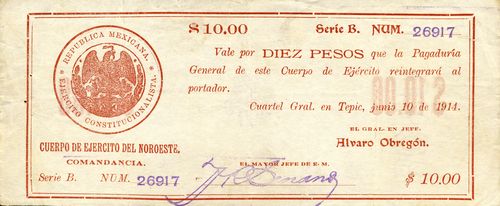 $10.00 Serie B. NUM. 26917
REPUBLICA MEXICANA.
EJERCITO CONSTITUCIONALISTA.
Vale por DIEZ PESOS que la Pagaduría
General de este Cuerpo de Ejército reintegrará al
portador.
Cuartel Gral. en Tepic, junio 10 de 1914.
EL GRAL. EN JEFE.
Alvaro Obregón.
CUERPO DE EJERCITO DEL NOROESTE.
COMANDANCIA.
EL MAYOR JEFE DE E. M.
Serie B. NUM. 26917
$10.00